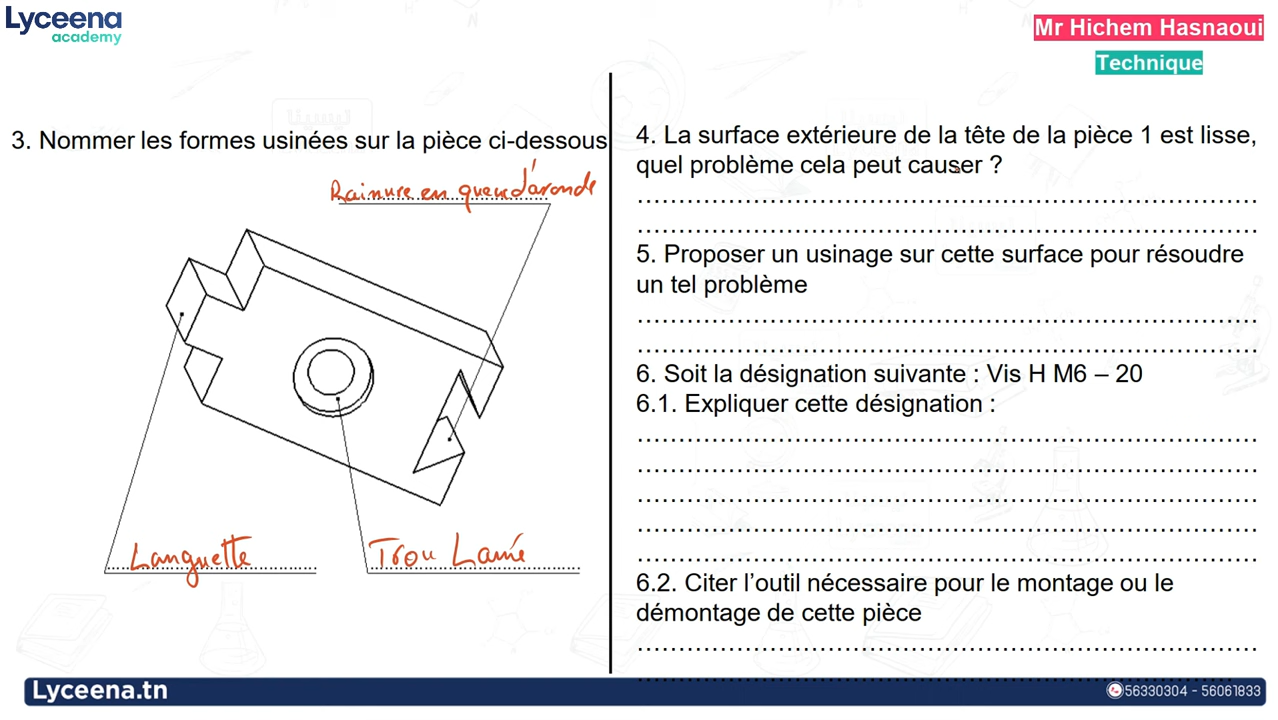 Lyceena
academy
Mr Hichem Hasnaoui
Technique
3. Nommer les formes usinées sur la pièce ci-dessous
Rainure en queue d'aronde
Languette
Trou Lamé
4. La surface extérieure de la tête de la pièce 1 est lisse,
quel problème cela peut causer ?
5. Proposer un usinage sur cette surface pour résoudre
un tel problème
6. Soit la désignation suivante : Vis H M6 – 20
6.1. Expliquer cette désignation :
6.2. Citer l’outil nécessaire pour le montage ou le
démontage de cette pièce
Lyceena.tn
56330304 - 56061833